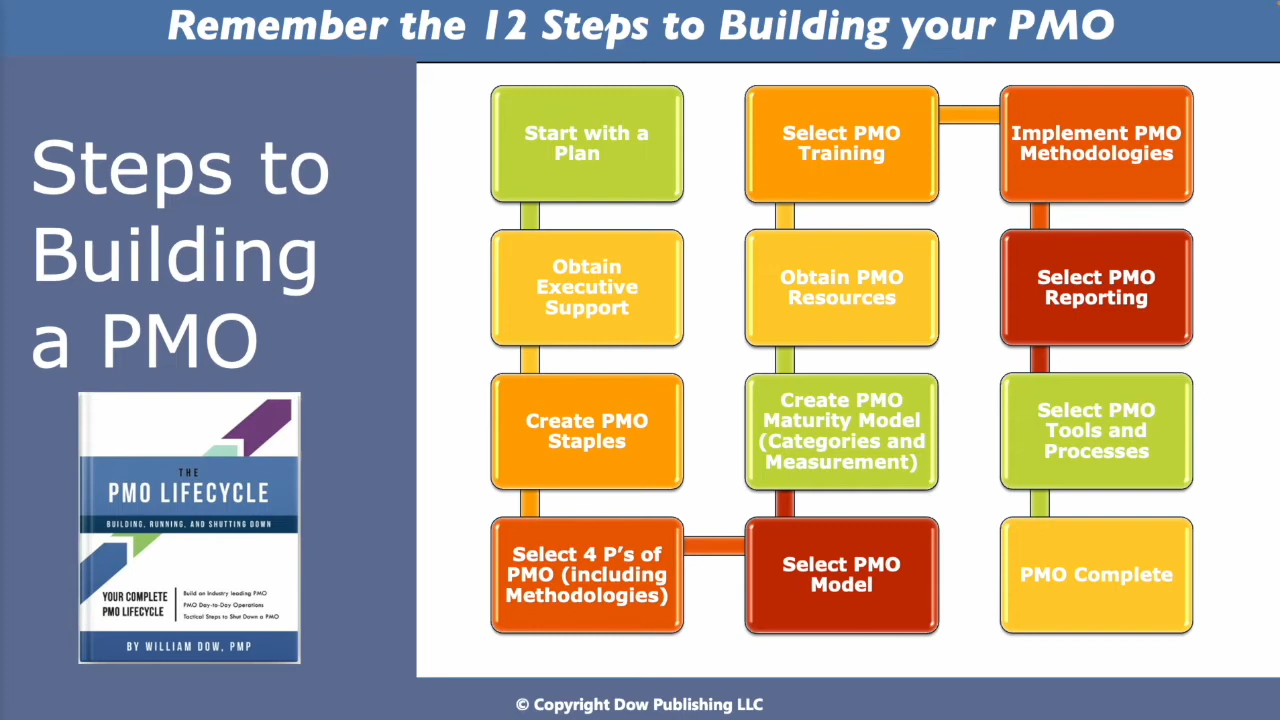 Remember the 12 Steps to Building your PMO
Steps to
Building
a PMO
THE
PMO LIFECYCLE
BUILDING, RUNNING, AND SHUTTING DOWN
YOUR COMPLETE
PMO LIFECYCLE
Build an Industry leading PMO
PMO Day-to-Day Operations
Tactical Steps to Shut Down a PMO
BY WILLIAM DOW, PMP
Start with a
Plan
Obtain
Executive
Support
Create PMO
Staples
Select 4 P’s of
PMO (including
Methodologies)
Select PMO
Model
Create PMO
Maturity Model
(Categories and
Measurement)
Obtain PMO
Resources
Select PMO
Training
Implement PMO
Methodologies
Select PMO
Reporting
Select PMO
Tools and
Processes
PMO Complete
© Copyright Dow Publishing LLC